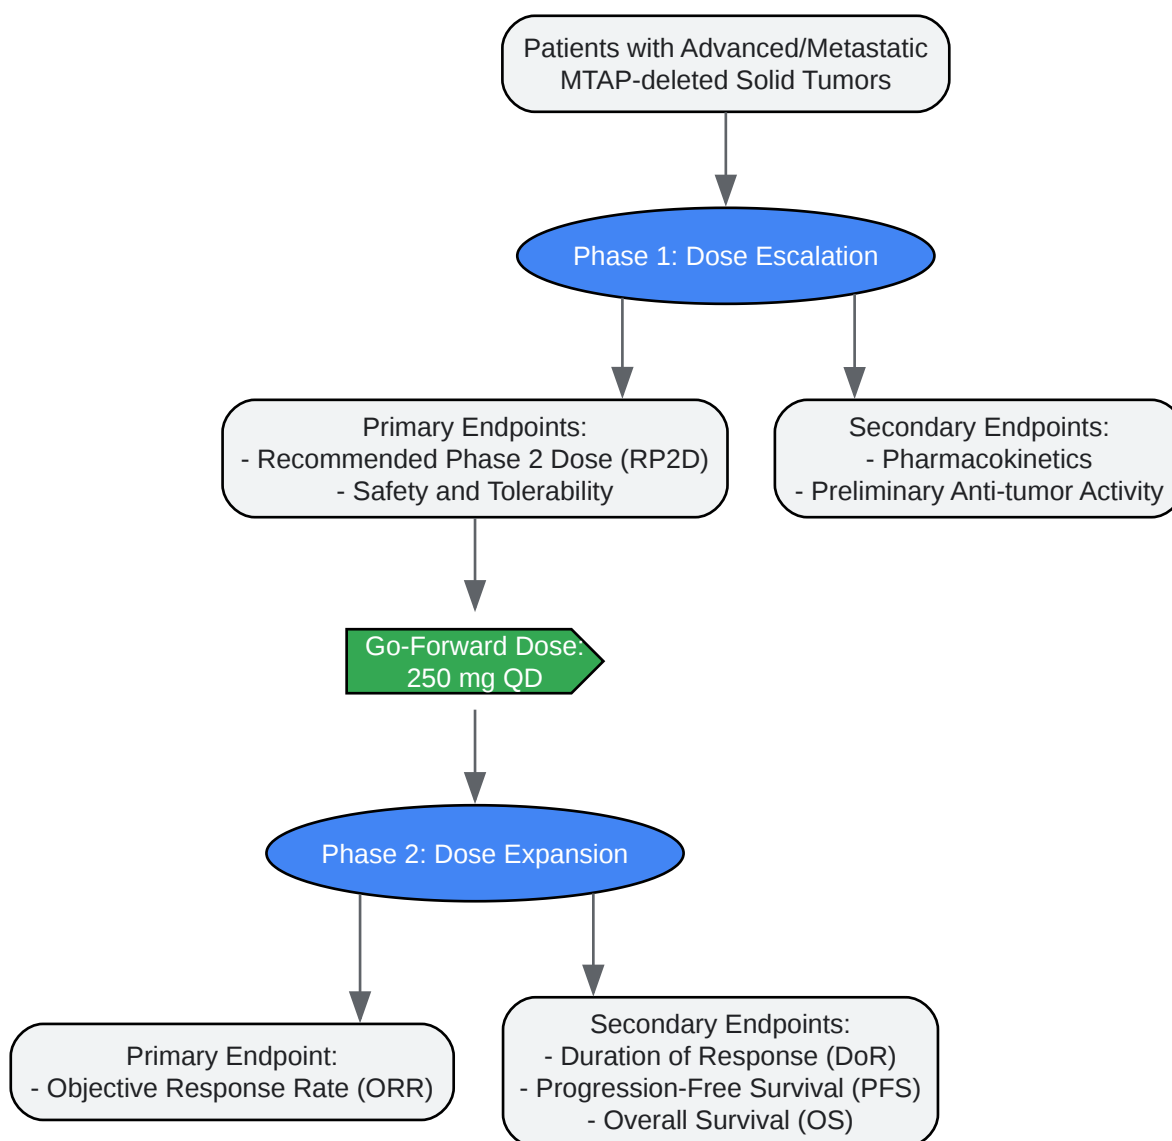 Patients with Advanced/Metastatic
MTAP-deleted Solid Tumors
Phase 1: Dose Escalation
Primary Endpoints:
- Recommended Phase 2 Dose (RP2D)
- Safety and Tolerability
Secondary Endpoints:
- Pharmacokinetics
- Preliminary Anti-tumor Activity
Go-Forward Dose:
250 mg QD
Phase 2: Dose Expansion
Primary Endpoint:
- Objective Response Rate (ORR)
Secondary Endpoints:
- Duration of Response (DoR)
- Progression-Free Survival (PFS)
- Overall Survival (OS)